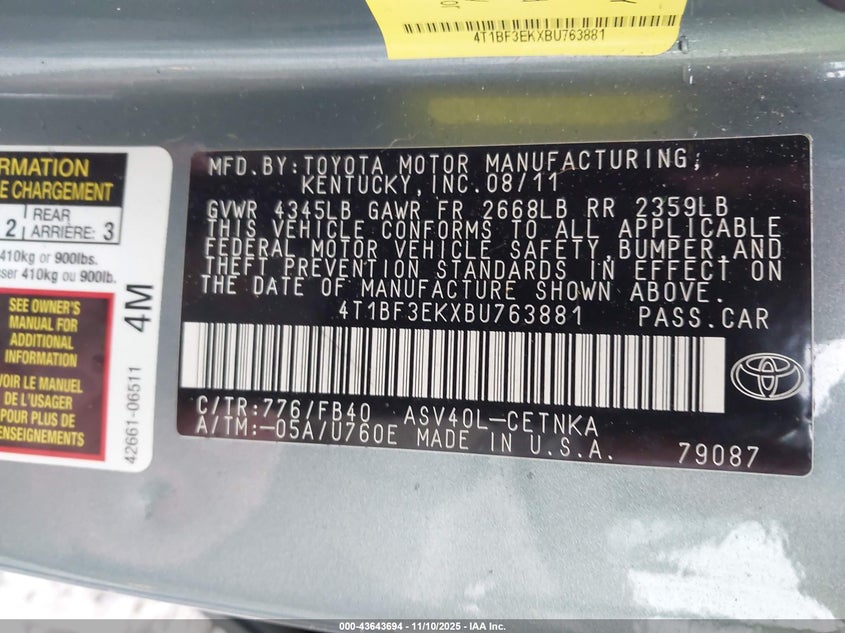 4T1BF3EKXBU763881
RMATION
E CHARGEMENT
2 REAR ARRIÈRE: 3
410kg or 900lbs.
ser 410kg ou 900lb.
SEE OWNER'S
MANUAL FOR
ADDITIONAL
INFORMATION
VOIR LE MANUEL
DE L'USAGER
POUR PLUS DE
RENSEIGNEMENTS
4M
42661-06511
MFD.BY:TOYOTA MOTOR MANUFACTURING,
KENTUCKY,INC.08/11
GVWR 4345LB GAWR FR 2668LB RR 2359LB
THIS VEHICLE CONFORMS TO ALL APPLICABLE
FEDERAL MOTOR VEHICLE SAFETY,BUMPER,AND
THEFT PREVENTION STANDARDS IN EFFECT ON
THE DATE OF MANUFACTURE SHOWN ABOVE.
4T1BF3EKXBU763881 PASS.CAR
C/TR:776/FB40 ASV40L-CETNKA
A/TM:-05A/U760E MADE IN U.S.A. 79087
000-43643694 — 11/10/2025 — IAA Inc.